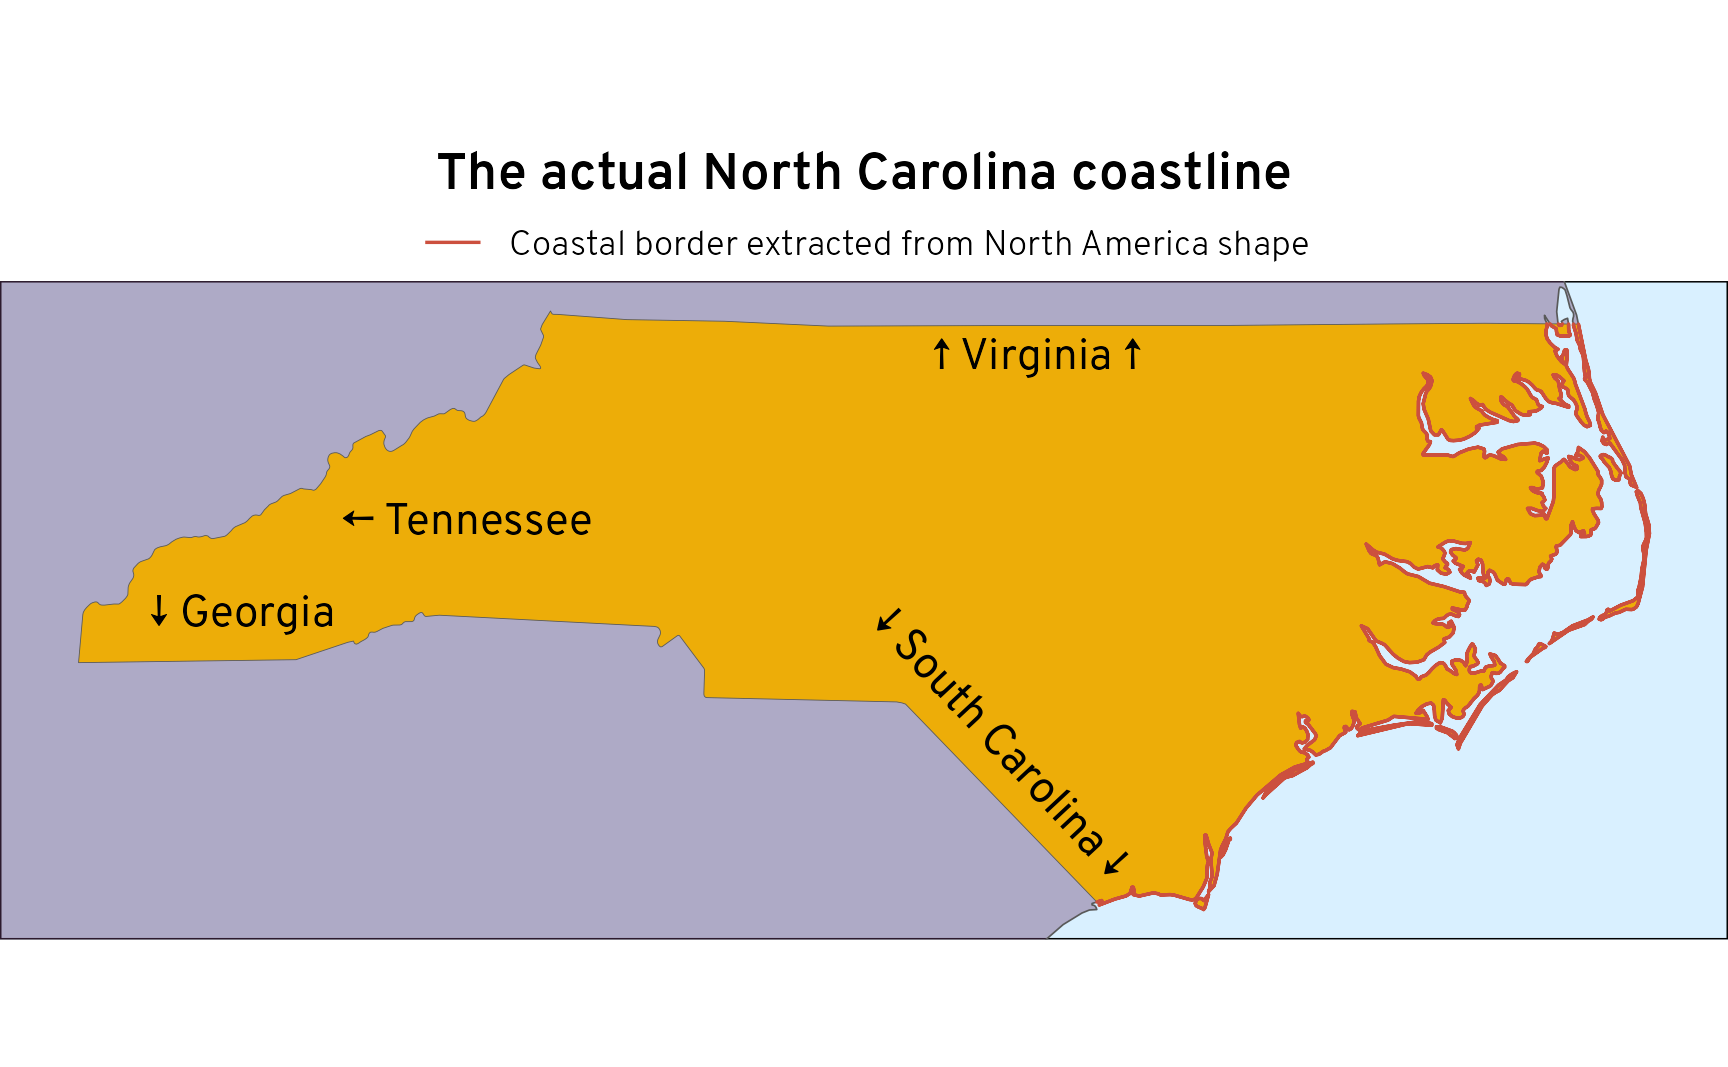 The actual North Carolina coastline
Coastal border extracted from North America shape
↑ Virginia ↑
← Tennessee
↓ Georgia
↙ South Carolina ↙